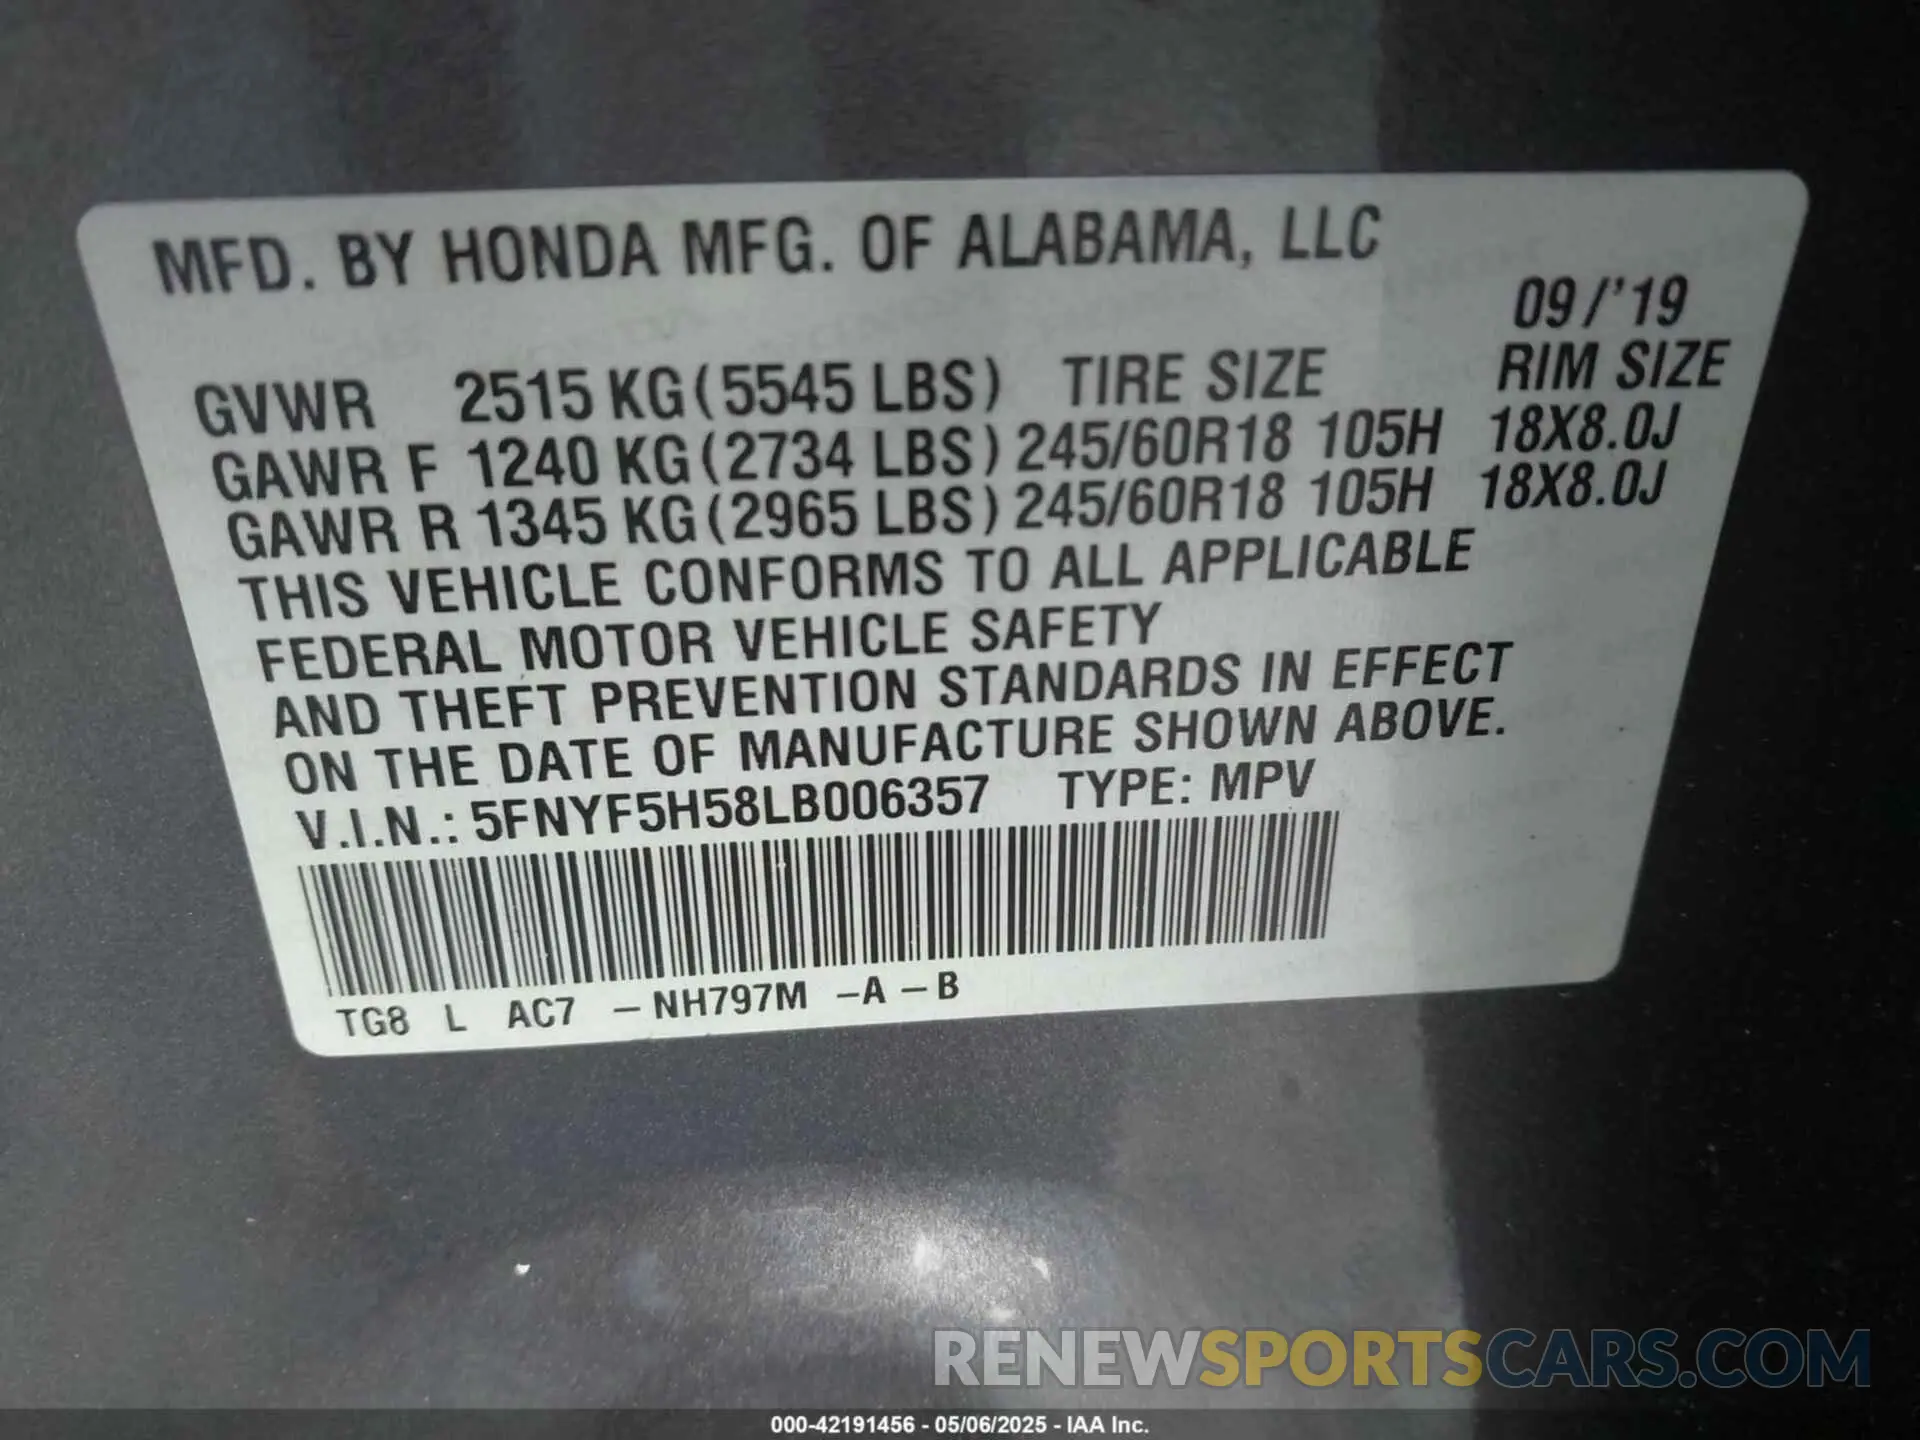 MFD. BY HONDA MFG. OF ALABAMA, LLC
09/'19
GVWR 2515 KG(5545 LBS) TIRE SIZE RIM SIZE
GAWR F 1240 KG(2734 LBS) 245/60R18 105H 18X8.0J
GAWR R 1345 KG(2965 LBS) 245/60R18 105H 18X8.0J
THIS VEHICLE CONFORMS TO ALL APPLICABLE
FEDERAL MOTOR VEHICLE SAFETY
AND THEFT PREVENTION STANDARDS IN EFFECT
ON THE DATE OF MANUFACTURE SHOWN ABOVE.
V.I.N.: 5FNYF5H58LB006357 TYPE: MPV
TG8 L AC7 –NH797M –A –B
RENEWSPORTSCARS.COM
000-42191456 - 05/06/2025 - IAA Inc.